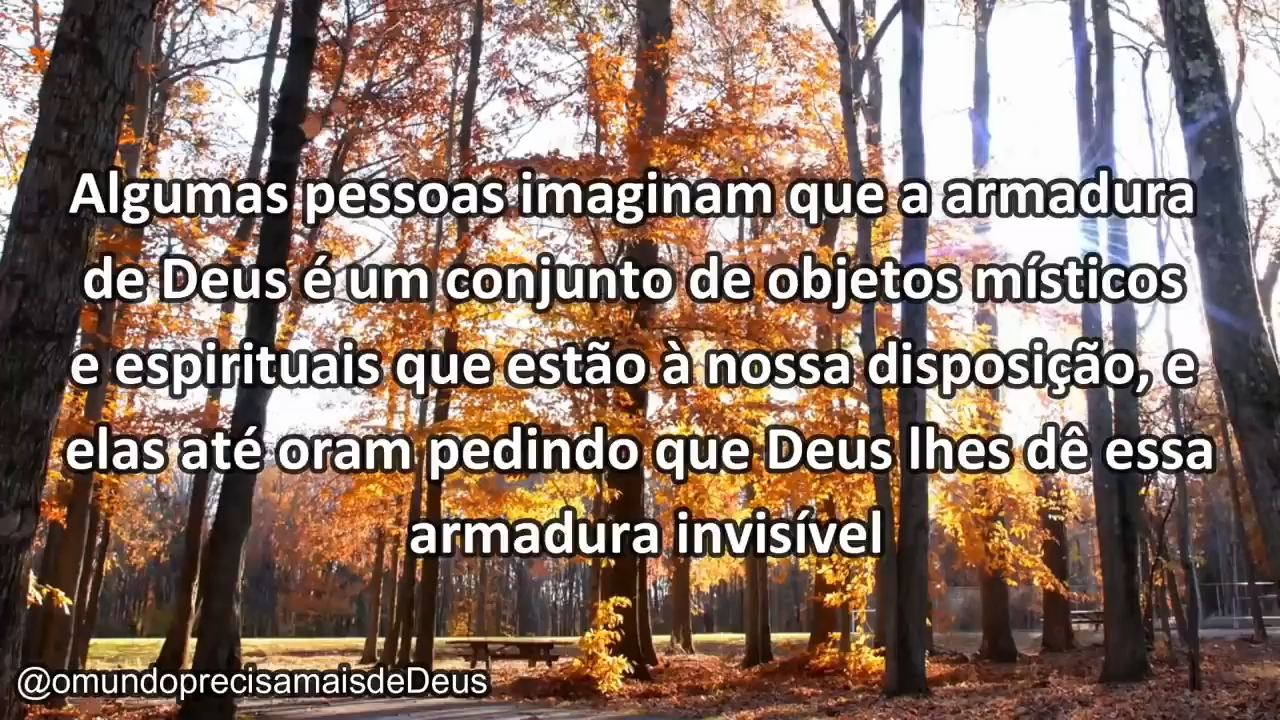 Algumas pessoas imaginam que a armadura
de Deus é um conjunto de objetos místicos
e espirituais que estão à nossa disposição, e
elas até oram pedindo que Deus lhes dê essa
armadura invisível
@omundoprecisamaisdeDeus